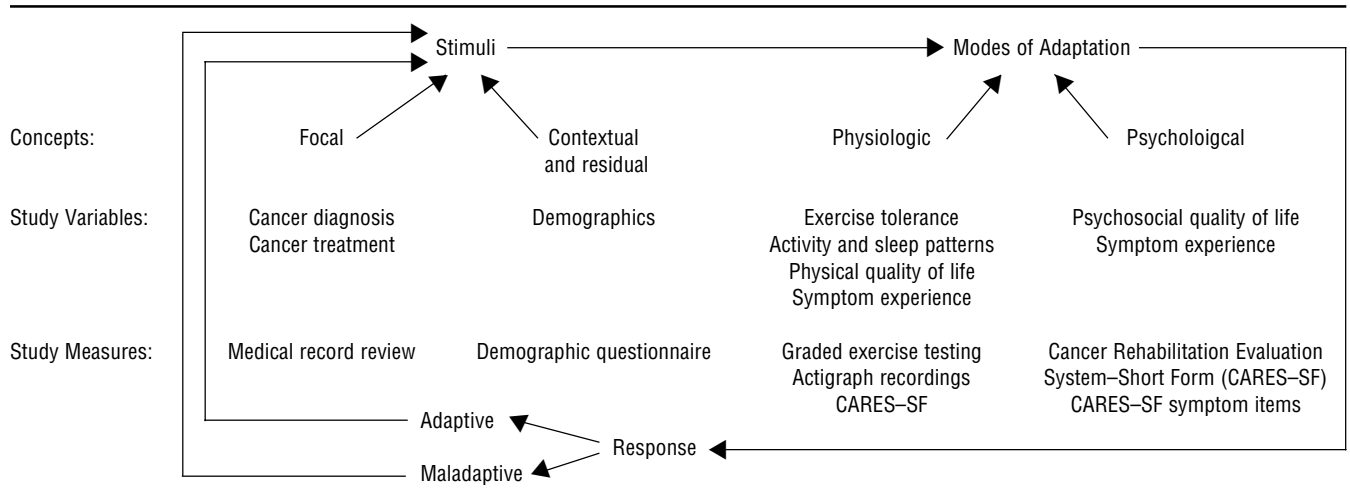 Stimuli
Modes of Adaptation
Concepts:
Focal
Contextual
and residual
Physiologic
Psycholoigcal
Study Variables:
Cancer diagnosis
Cancer treatment
Demographics
Exercise tolerance
Activity and sleep patterns
Physical quality of life
Symptom experience
Psychosocial quality of life
Symptom experience
Study Measures:
Medical record review
Demographic questionnaire
Graded exercise testing
Actigraph recordings
CARES–SF
Cancer Rehabilitation Evaluation
System–Short Form (CARES–SF)
CARES–SF symptom items
Adaptive
Response
Maladaptive